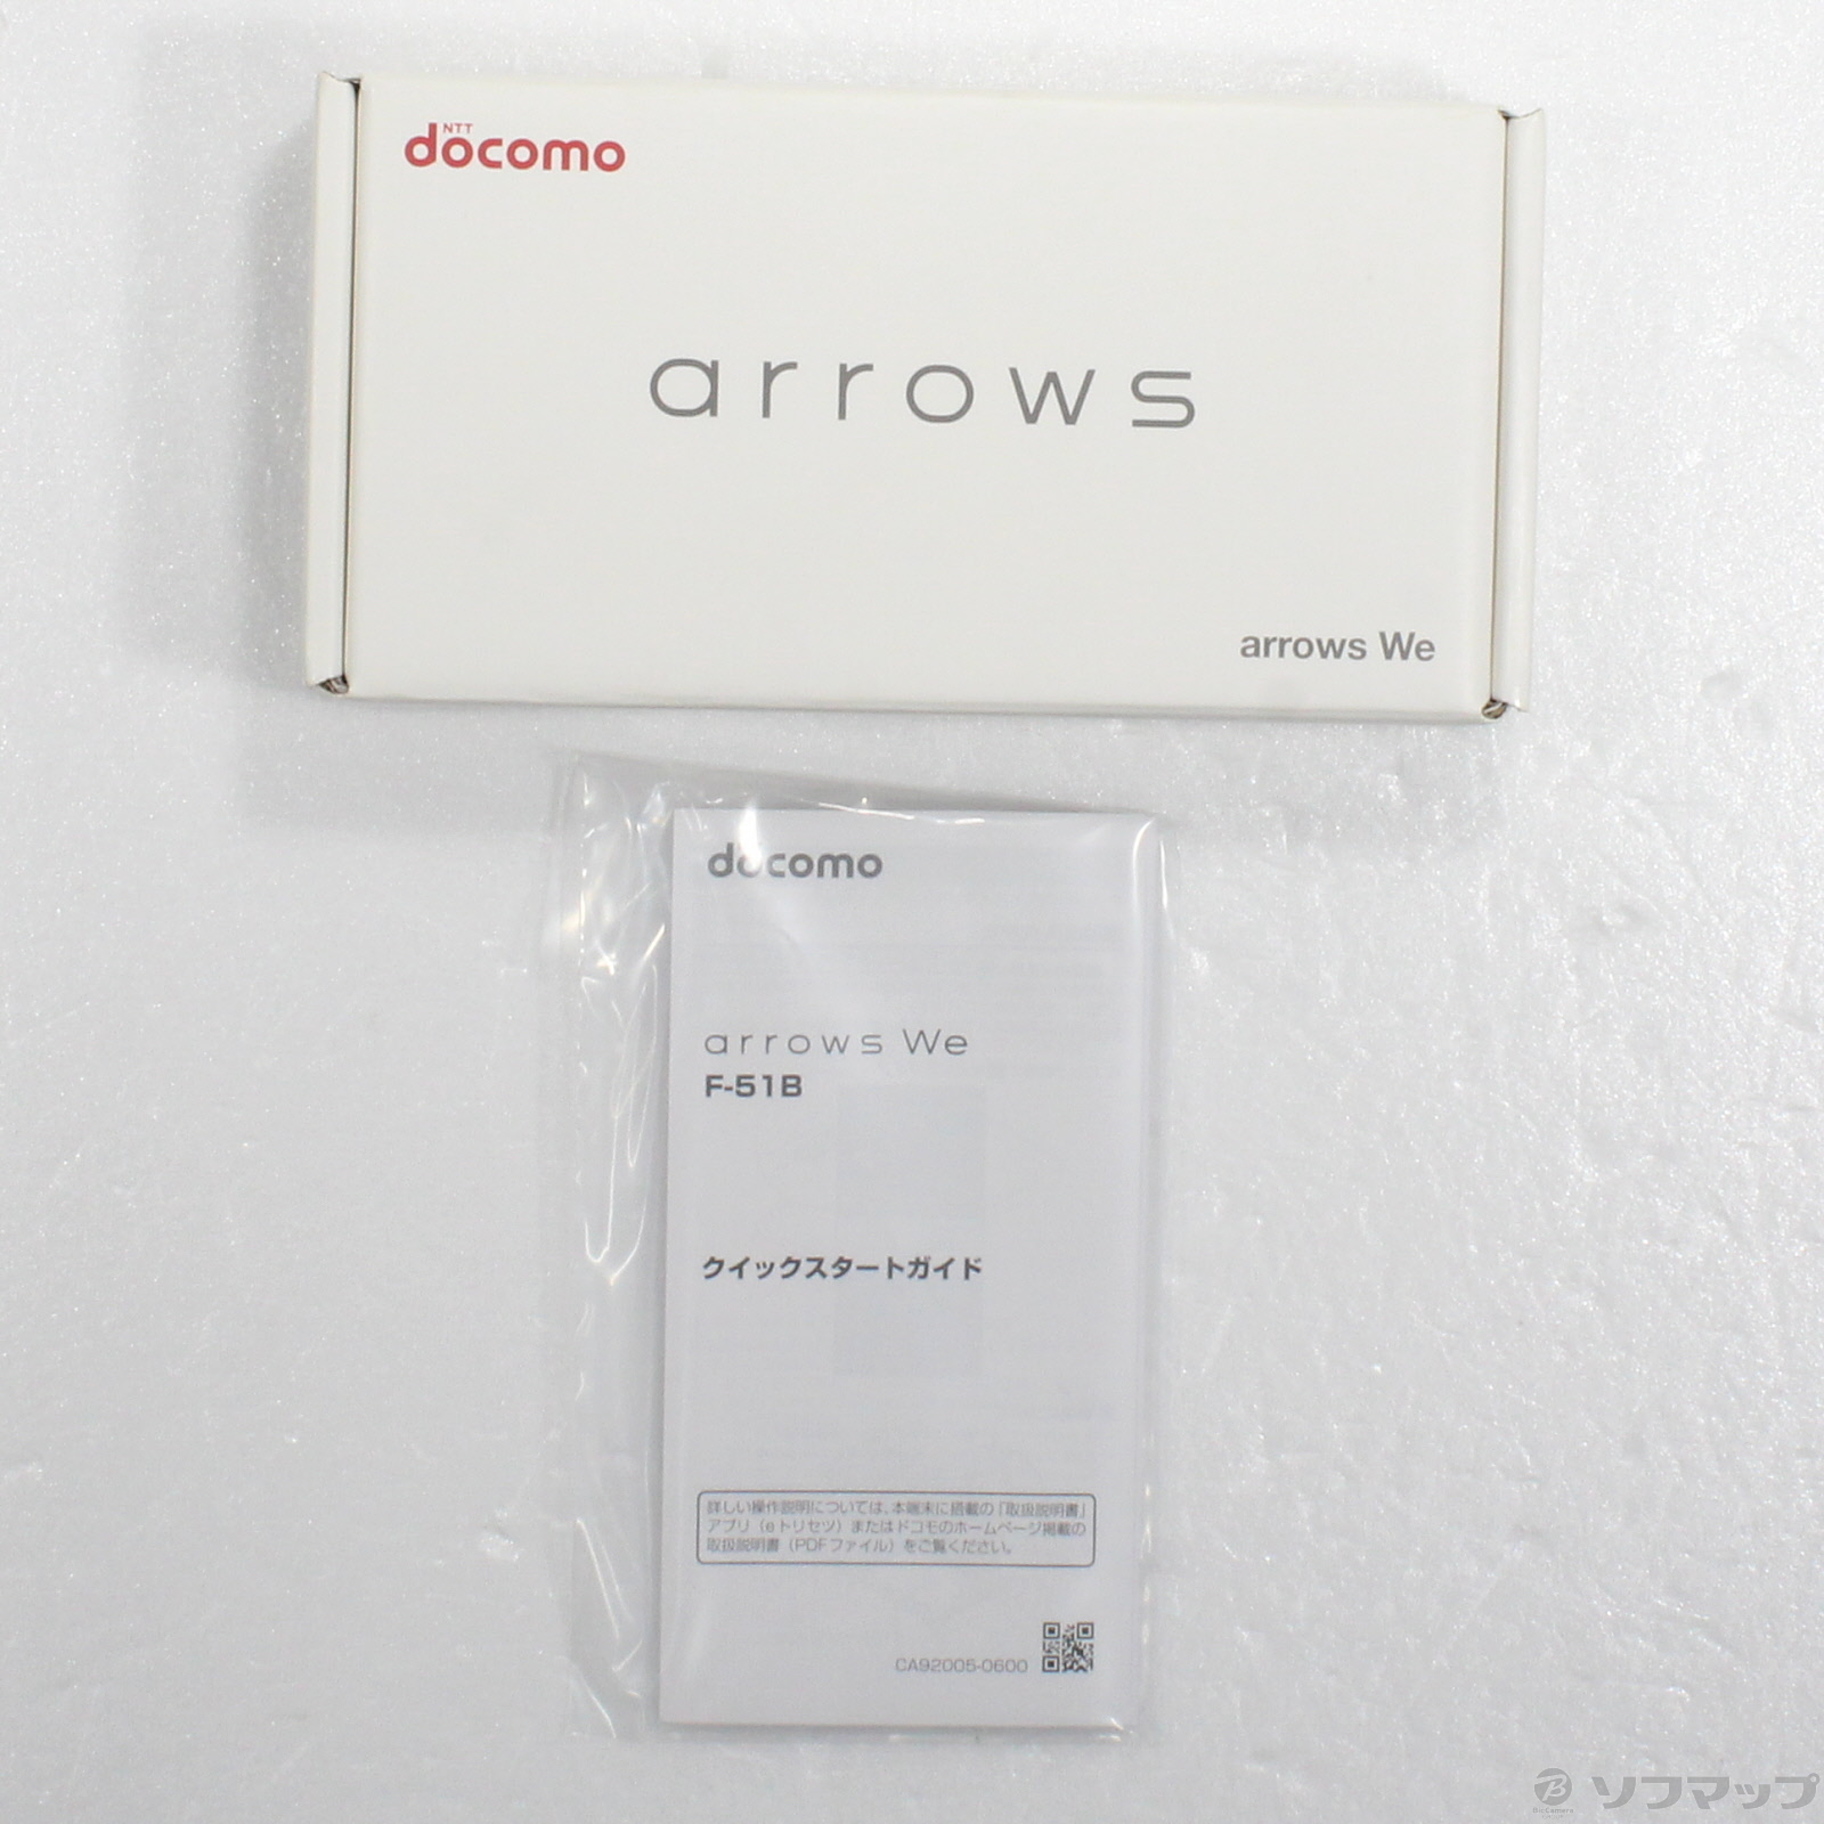 NTT
docomo
arrows
arrows We
docomo
arrows We
F-51B
クイックスタートガイド
詳しい操作説明については、本端末に搭載の「取扱説明書」
アプリ（eトリセツ）またはドコモのホームページ掲載の
取扱説明書（PDFファイル）をご覧ください。
CA92005-0600
BicCamera
ソフマップ